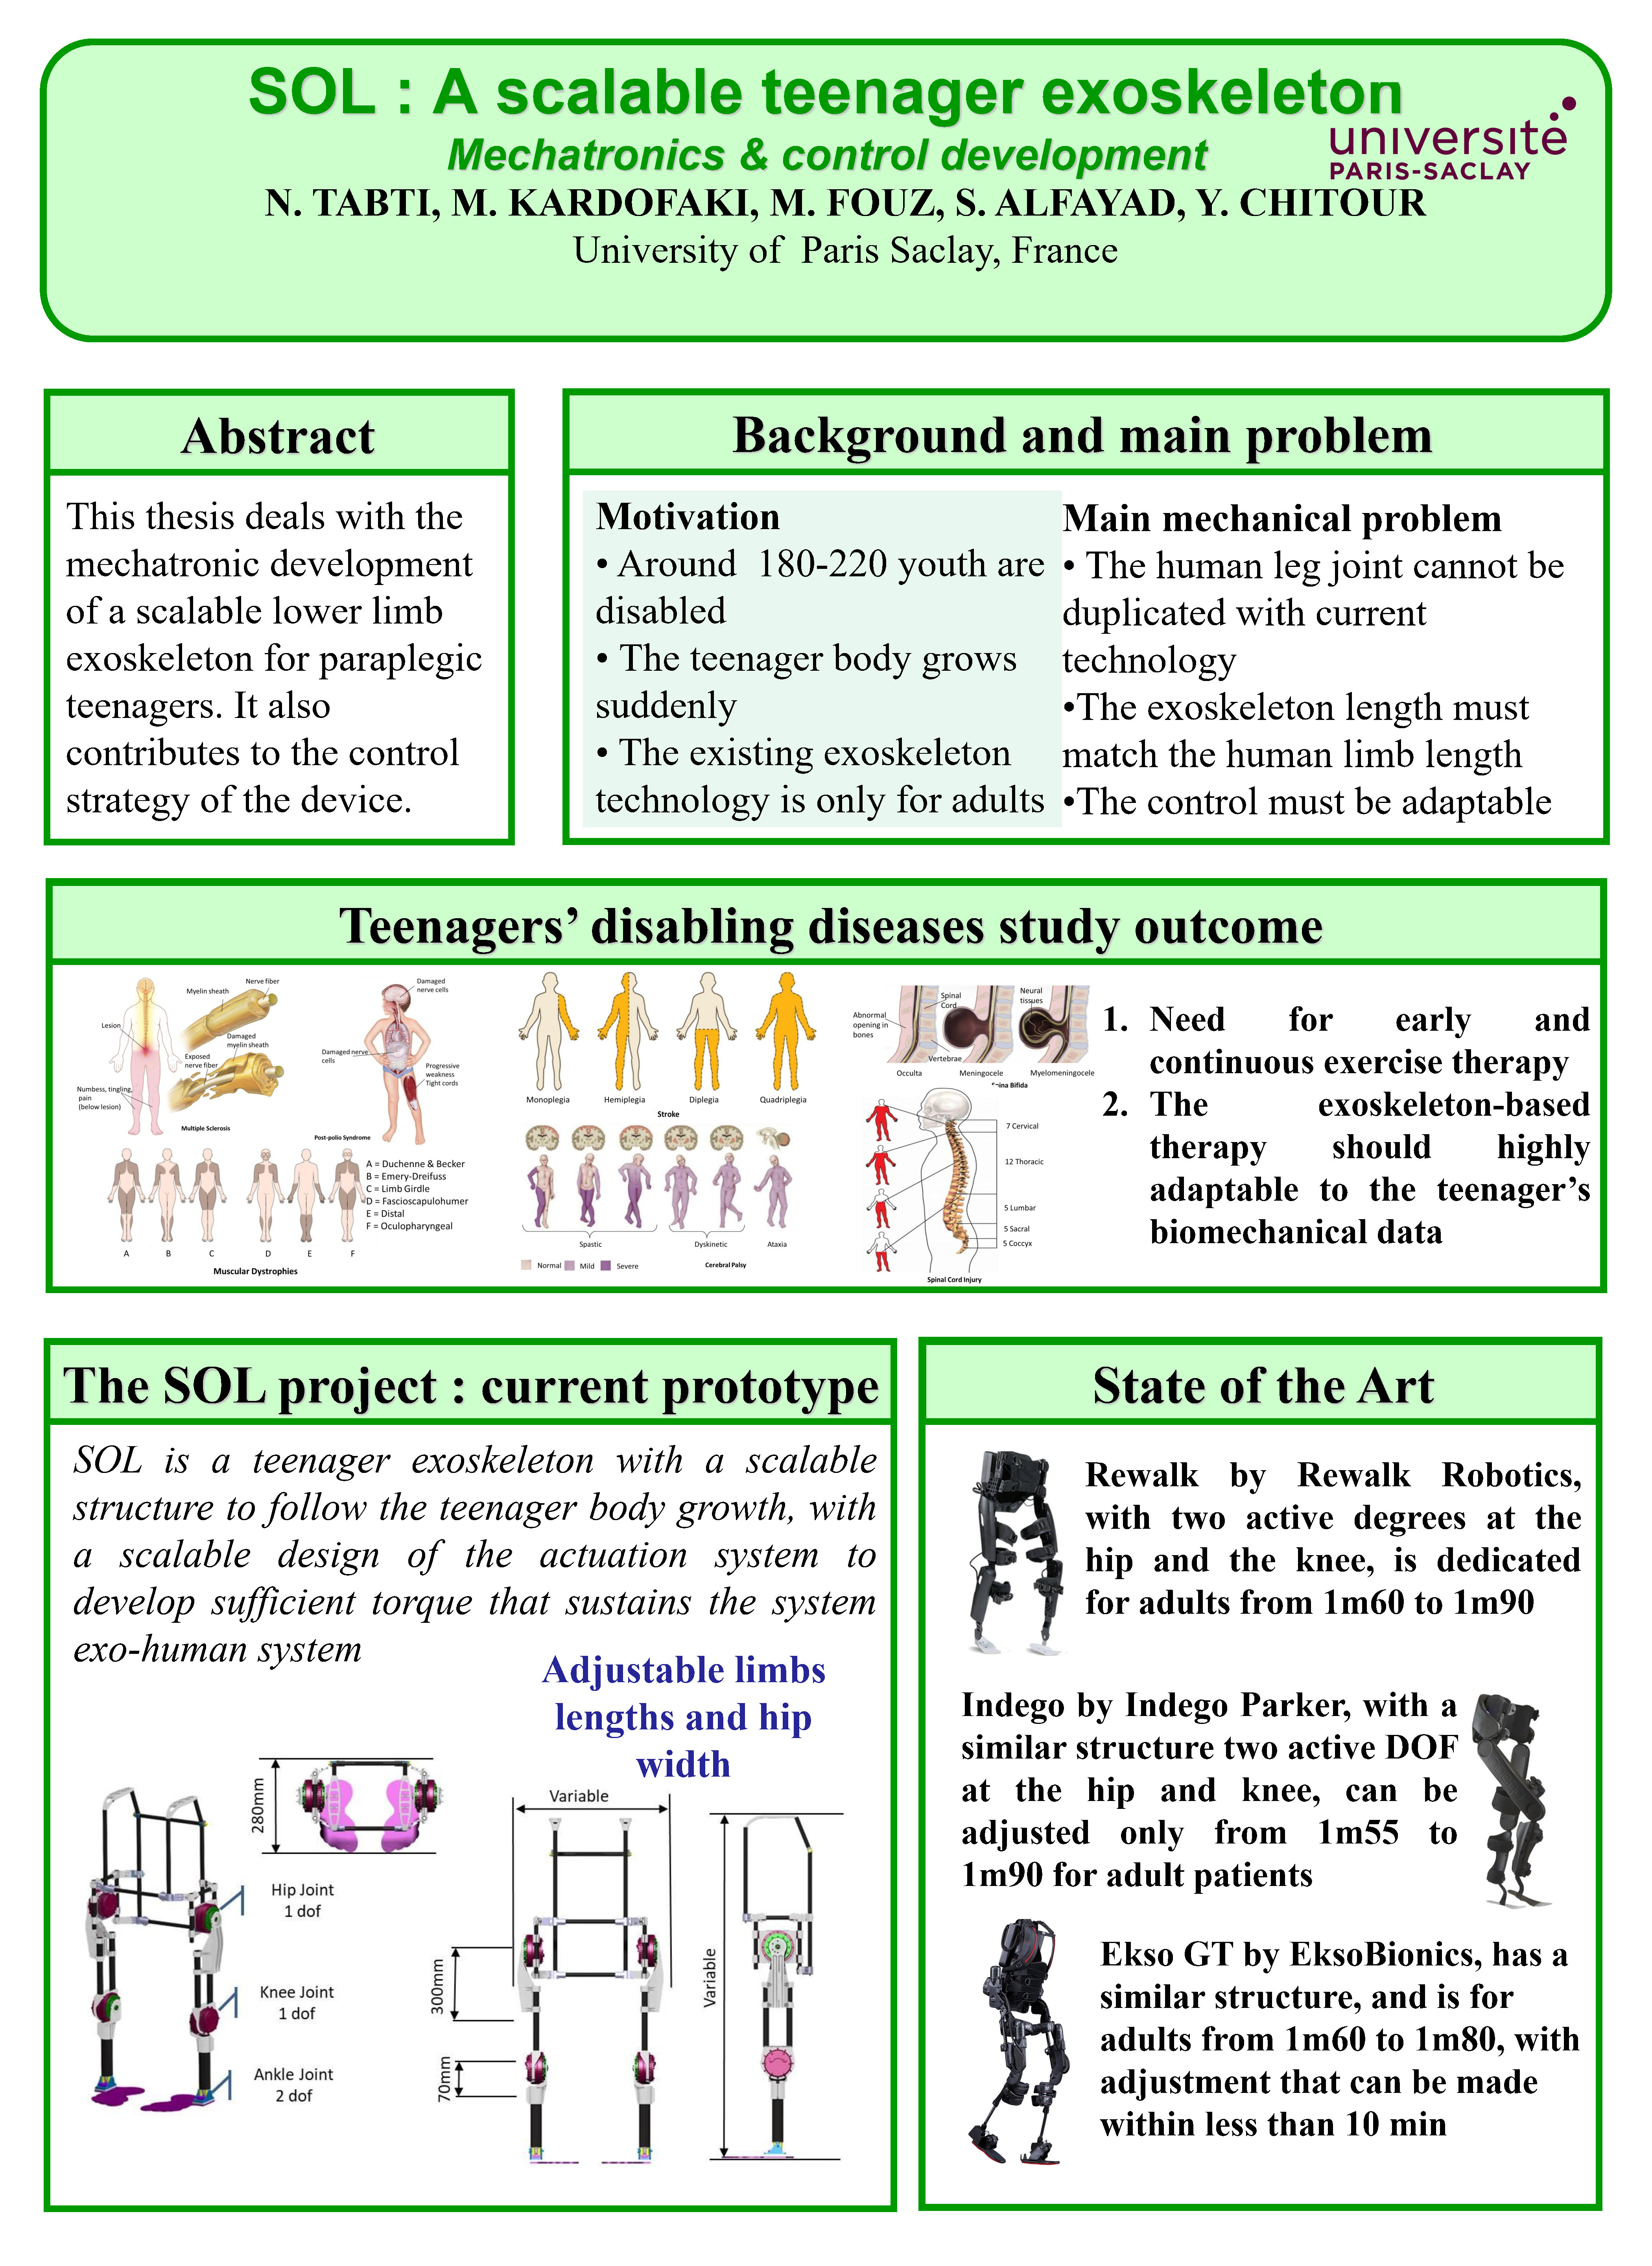 SOL : A scalable teenager exoskeleton
Mechatronics & control development
université
PARIS-SACLAY
N. TABTI, M. KARDOFAKI, M. FOUZ, S. ALFAYAD, Y. CHITOUR
University of Paris Saclay, France
Abstract
This thesis deals with the
mechatronic development
of a scalable lower limb
exoskeleton for paraplegic
teenagers. It also
contributes to the control
strategy of the device.
Background and main problem
Motivation
• Around 180-220 youth are
disabled
• The teenager body grows
suddenly
• The existing exoskeleton
technology is only for adults
Main mechanical problem
• The human leg joint cannot be
duplicated with current
technology
•The exoskeleton length must
match the human limb length
•The control must be adaptable
Teenagers’ disabling diseases study outcome
Nerve fiber
Myelin sheath
Lesion
Damaged
myelin sheath
Exposed
nerve fiber
Numbess, tingling,
pain
(below lesion)
Multiple Sclerosis
Damaged
nerve cells
Damaged nerve
cells
Progressive
weakness
Tight cords
Post-polio Syndrome
A = Duchenne & Becker
B = Emery-Dreifuss
C = Limb Girdle
D = Fascioscapulohumer
E = Distal
F = Oculopharyngeal
A B C D E F
Muscular Dystrophies
Monoplegia Hemiplegia Diplegia Quadriplegia
Stroke
Spastic Dyskinetic Ataxia
Normal Mild Severe
Cerebral Palsy
Spinal
Cord
Neural
tissues
Abnormal
opening in
bones
Vertebrae
Occulta Meningocele Myelomeningocele
Spina Bifida
7 Cervical
12 Thoracic
5 Lumbar
5 Sacral
5 Coccyx
Spinal Cord Injury
1. Need for early and
continuous exercise therapy
2. The exoskeleton-based
therapy should highly
adaptable to the teenager’s
biomechanical data
The SOL project : current prototype
SOL is a teenager exoskeleton with a scalable
structure to follow the teenager body growth, with
a scalable design of the actuation system to
develop sufficient torque that sustains the system
exo-human system
Adjustable limbs
lengths and hip
width
280mm
Hip Joint
1 dof
Knee Joint
1 dof
Ankle Joint
2 dof
Variable
300mm
70mm
Variable
State of the Art
Rewalk by Rewalk Robotics,
with two active degrees at the
hip and the knee, is dedicated
for adults from 1m60 to 1m90
Indego by Indego Parker, with a
similar structure two active DOF
at the hip and knee, can be
adjusted only from 1m55 to
1m90 for adult patients
Ekso GT by EksoBionics, has a
similar structure, and is for
adults from 1m60 to 1m80, with
adjustment that can be made
within less than 10 min